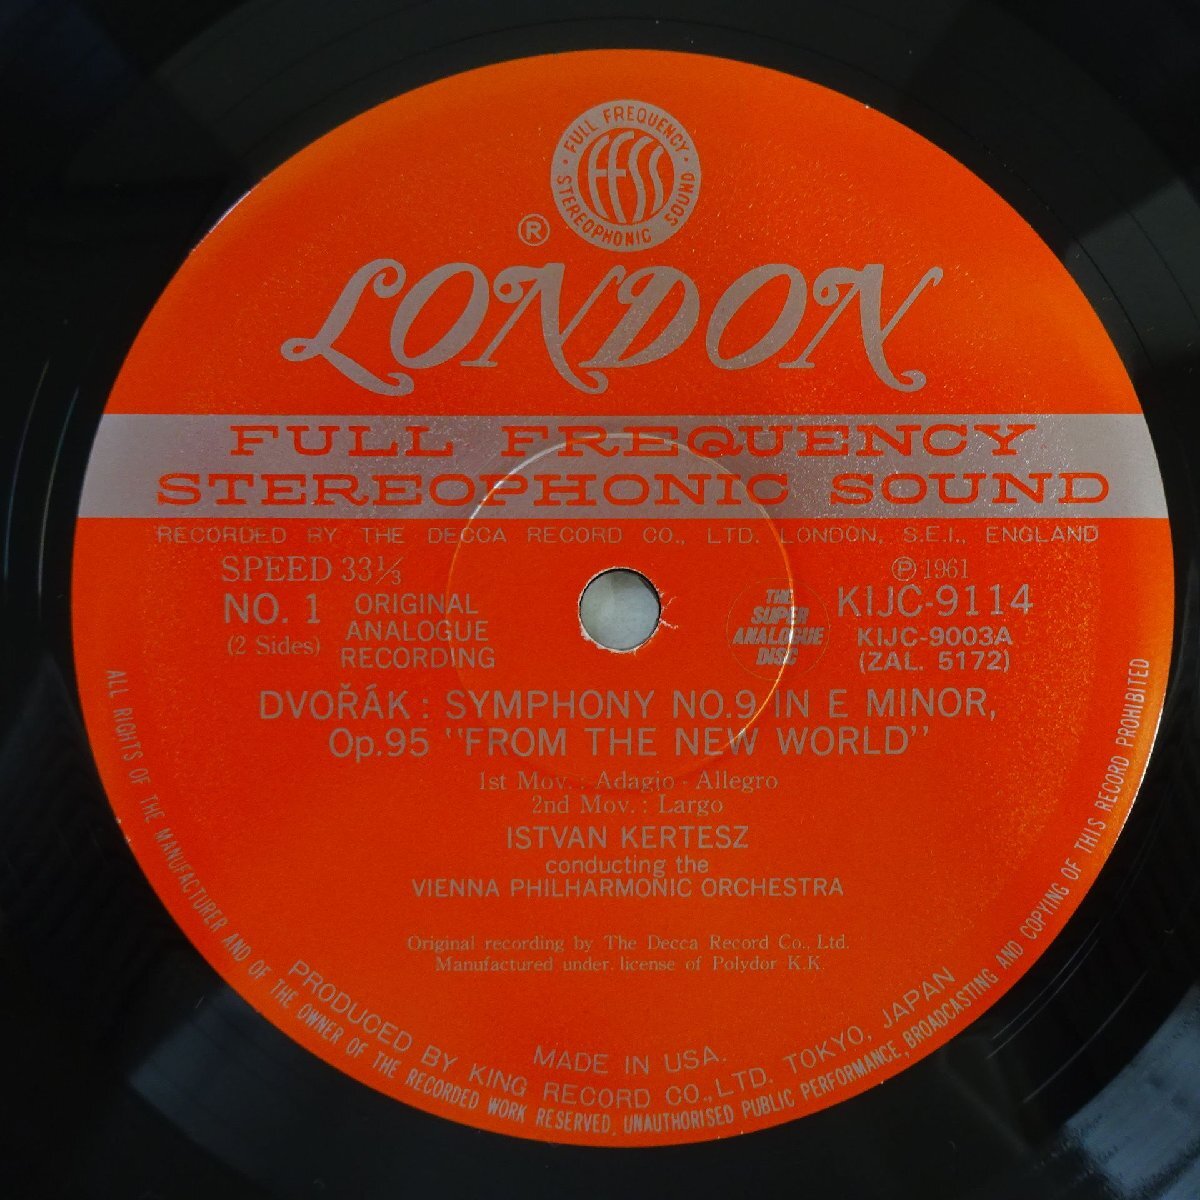 FULL FREQUENCY
STEREOPHONIC SOUND
FFSS
®
LONDON
FULL FREQUENCY
STEREOPHONIC SOUND
RECORDED BY THE DECCA RECORD CO., LTD. LONDON, S.E.I., ENGLAND
SPEED 33⅓
NO. 1
(2 Sides)
ORIGINAL
ANALOGUE
RECORDING
THE
SUPER
ANALOGUE
DISC
℗ 1961
KIJC-9114
KIJC-9003A
(ZAL. 5172)
DVOŘÁK : SYMPHONY NO.9 IN E MINOR,
Op.95 "FROM THE NEW WORLD"
1st Mov. : Adagio · Allegro
2nd Mov. : Largo
ISTVAN KERTESZ
conducting the
VIENNA PHILHARMONIC ORCHESTRA
Original recording by The Decca Record Co., Ltd.
Manufactured under license of Polydor K.K.
MADE IN USA.
PRODUCED BY KING RECORD CO., LTD. TOKYO, JAPAN
ALL RIGHTS OF THE MANUFACTURER AND OF THE OWNER OF THE RECORDED WORK RESERVED, UNAUTHORISED PUBLIC PERFORMANCE, BROADCASTING AND COPYING OF THIS RECORD PROHIBITED